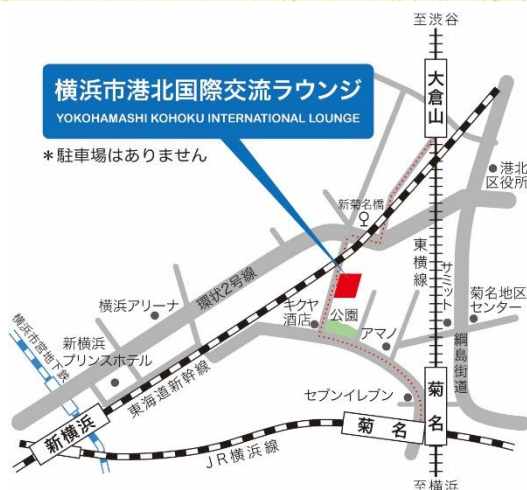 至渋谷
大倉山
横浜市港北国際交流ラウンジ
YOKOHAMASHI KOHOKU INTERNATIONAL LOUNGE
*駐車場はありません
港北
区役所
新菊名橋
東横線
環状2号線
サミット
菊名地区
センター
横浜アリーナ
キクヤ
酒店
公園
アマノ
綱島街道
横浜市営地下鉄
新横浜
プリンスホテル
東海道新幹線
セブンイレブン
菊名
菊名
新横浜
JR横浜線
至横浜